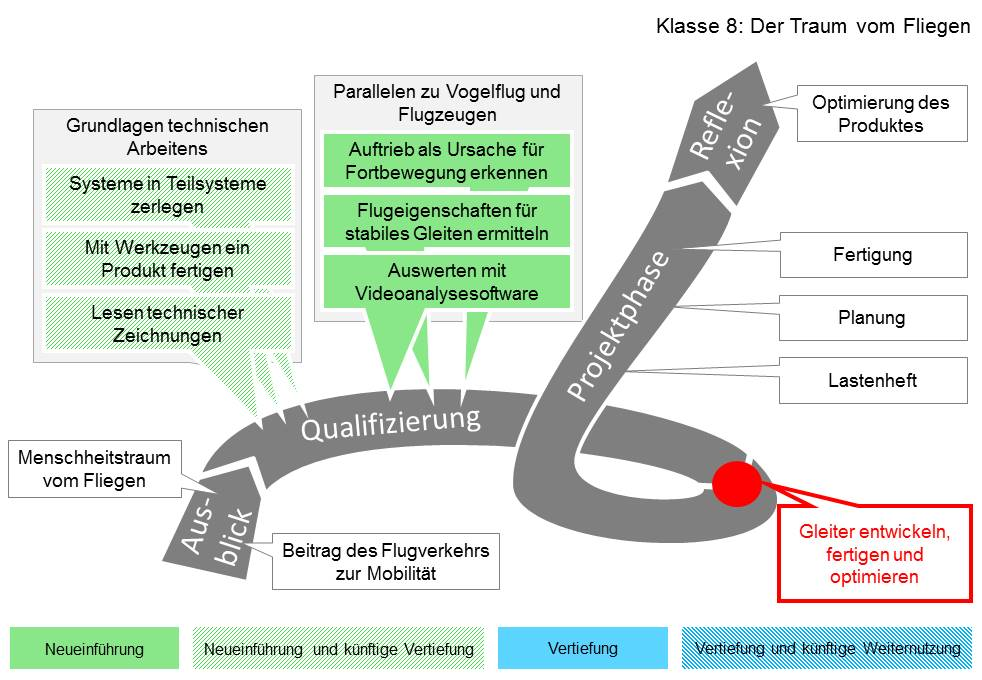 Klasse 8: Der Traum vom Fliegen
Parallelen zu Vogelflug und
Flugzeugen
Auftrieb als Ursache für
Fortbewegung erkennen
Flugeigenschaften für
stabiles Gleiten ermitteln
Auswerten mit
Videoanalysesoftware
Grundlagen technischen
Arbeitens
Systeme in Teilsysteme
zerlegen
Mit Werkzeugen ein
Produkt fertigen
Lesen technischer
Zeichnungen
Refle-
xion
Optimierung des
Produktes
Projektphase
Fertigung
Planung
Lastenheft
Qualifizierung
Menschheitstraum
vom Fliegen
Aus-
blick
Beitrag des Flugverkehrs
zur Mobilität
Gleiter entwickeln,
fertigen und
optimieren
Neueinführung
Neueinführung und künftige Vertiefung
Vertiefung
Vertiefung und künftige Weiternutzung